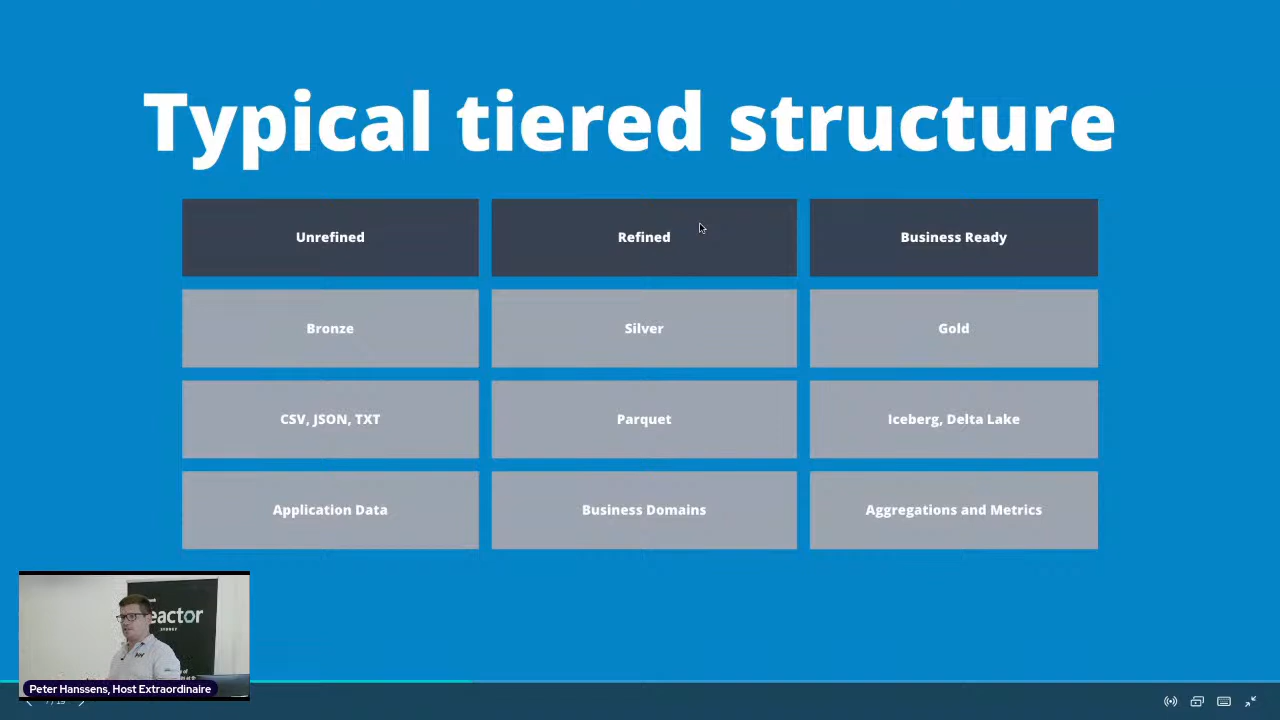 Typical tiered structure
Unrefined
Refined
Business Ready
Bronze
Silver
Gold
CSV, JSON, TXT
Parquet
Iceberg, Delta Lake
Application Data
Business Domains
Aggregations and Metrics
eactor
SYDNEY
Peter Hanssens, Host Extraordinaire